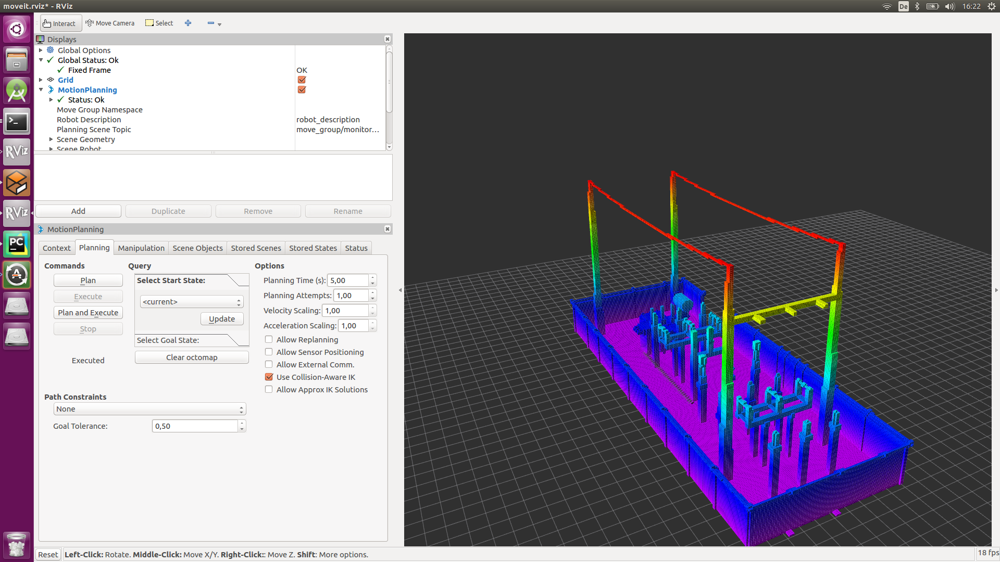 moveit.rviz* - RViz
De
16:22
Interact
Move Camera
Select
Displays
Global Options
Global Status: Ok
Fixed Frame OK
Grid
MotionPlanning
Status: Ok
Move Group Namespace
Robot Description robot_description
Planning Scene Topic move_group/monitor...
Scene Geometry
Scene Robot
Add Duplicate Remove Rename
MotionPlanning
Context Planning Manipulation Scene Objects Stored Scenes Stored States Status
Commands Query Options
Plan
Execute
Plan and Execute
Stop
Executed
Select Start State:
<current>
Update
Select Goal State:
Clear octomap
Planning Time (s): 5,00
Planning Attempts: 1,00
Velocity Scaling: 1,00
Acceleration Scaling: 1,00
Allow Replanning
Allow Sensor Positioning
Allow External Comm.
Use Collision-Aware IK
Allow Approx IK Solutions
Path Constraints
None
Goal Tolerance: 0,50
Reset
Left-Click: Rotate. Middle-Click: Move X/Y. Right-Click:: Move Z. Shift: More options.
18 fps
RViz
RViz
PC
A